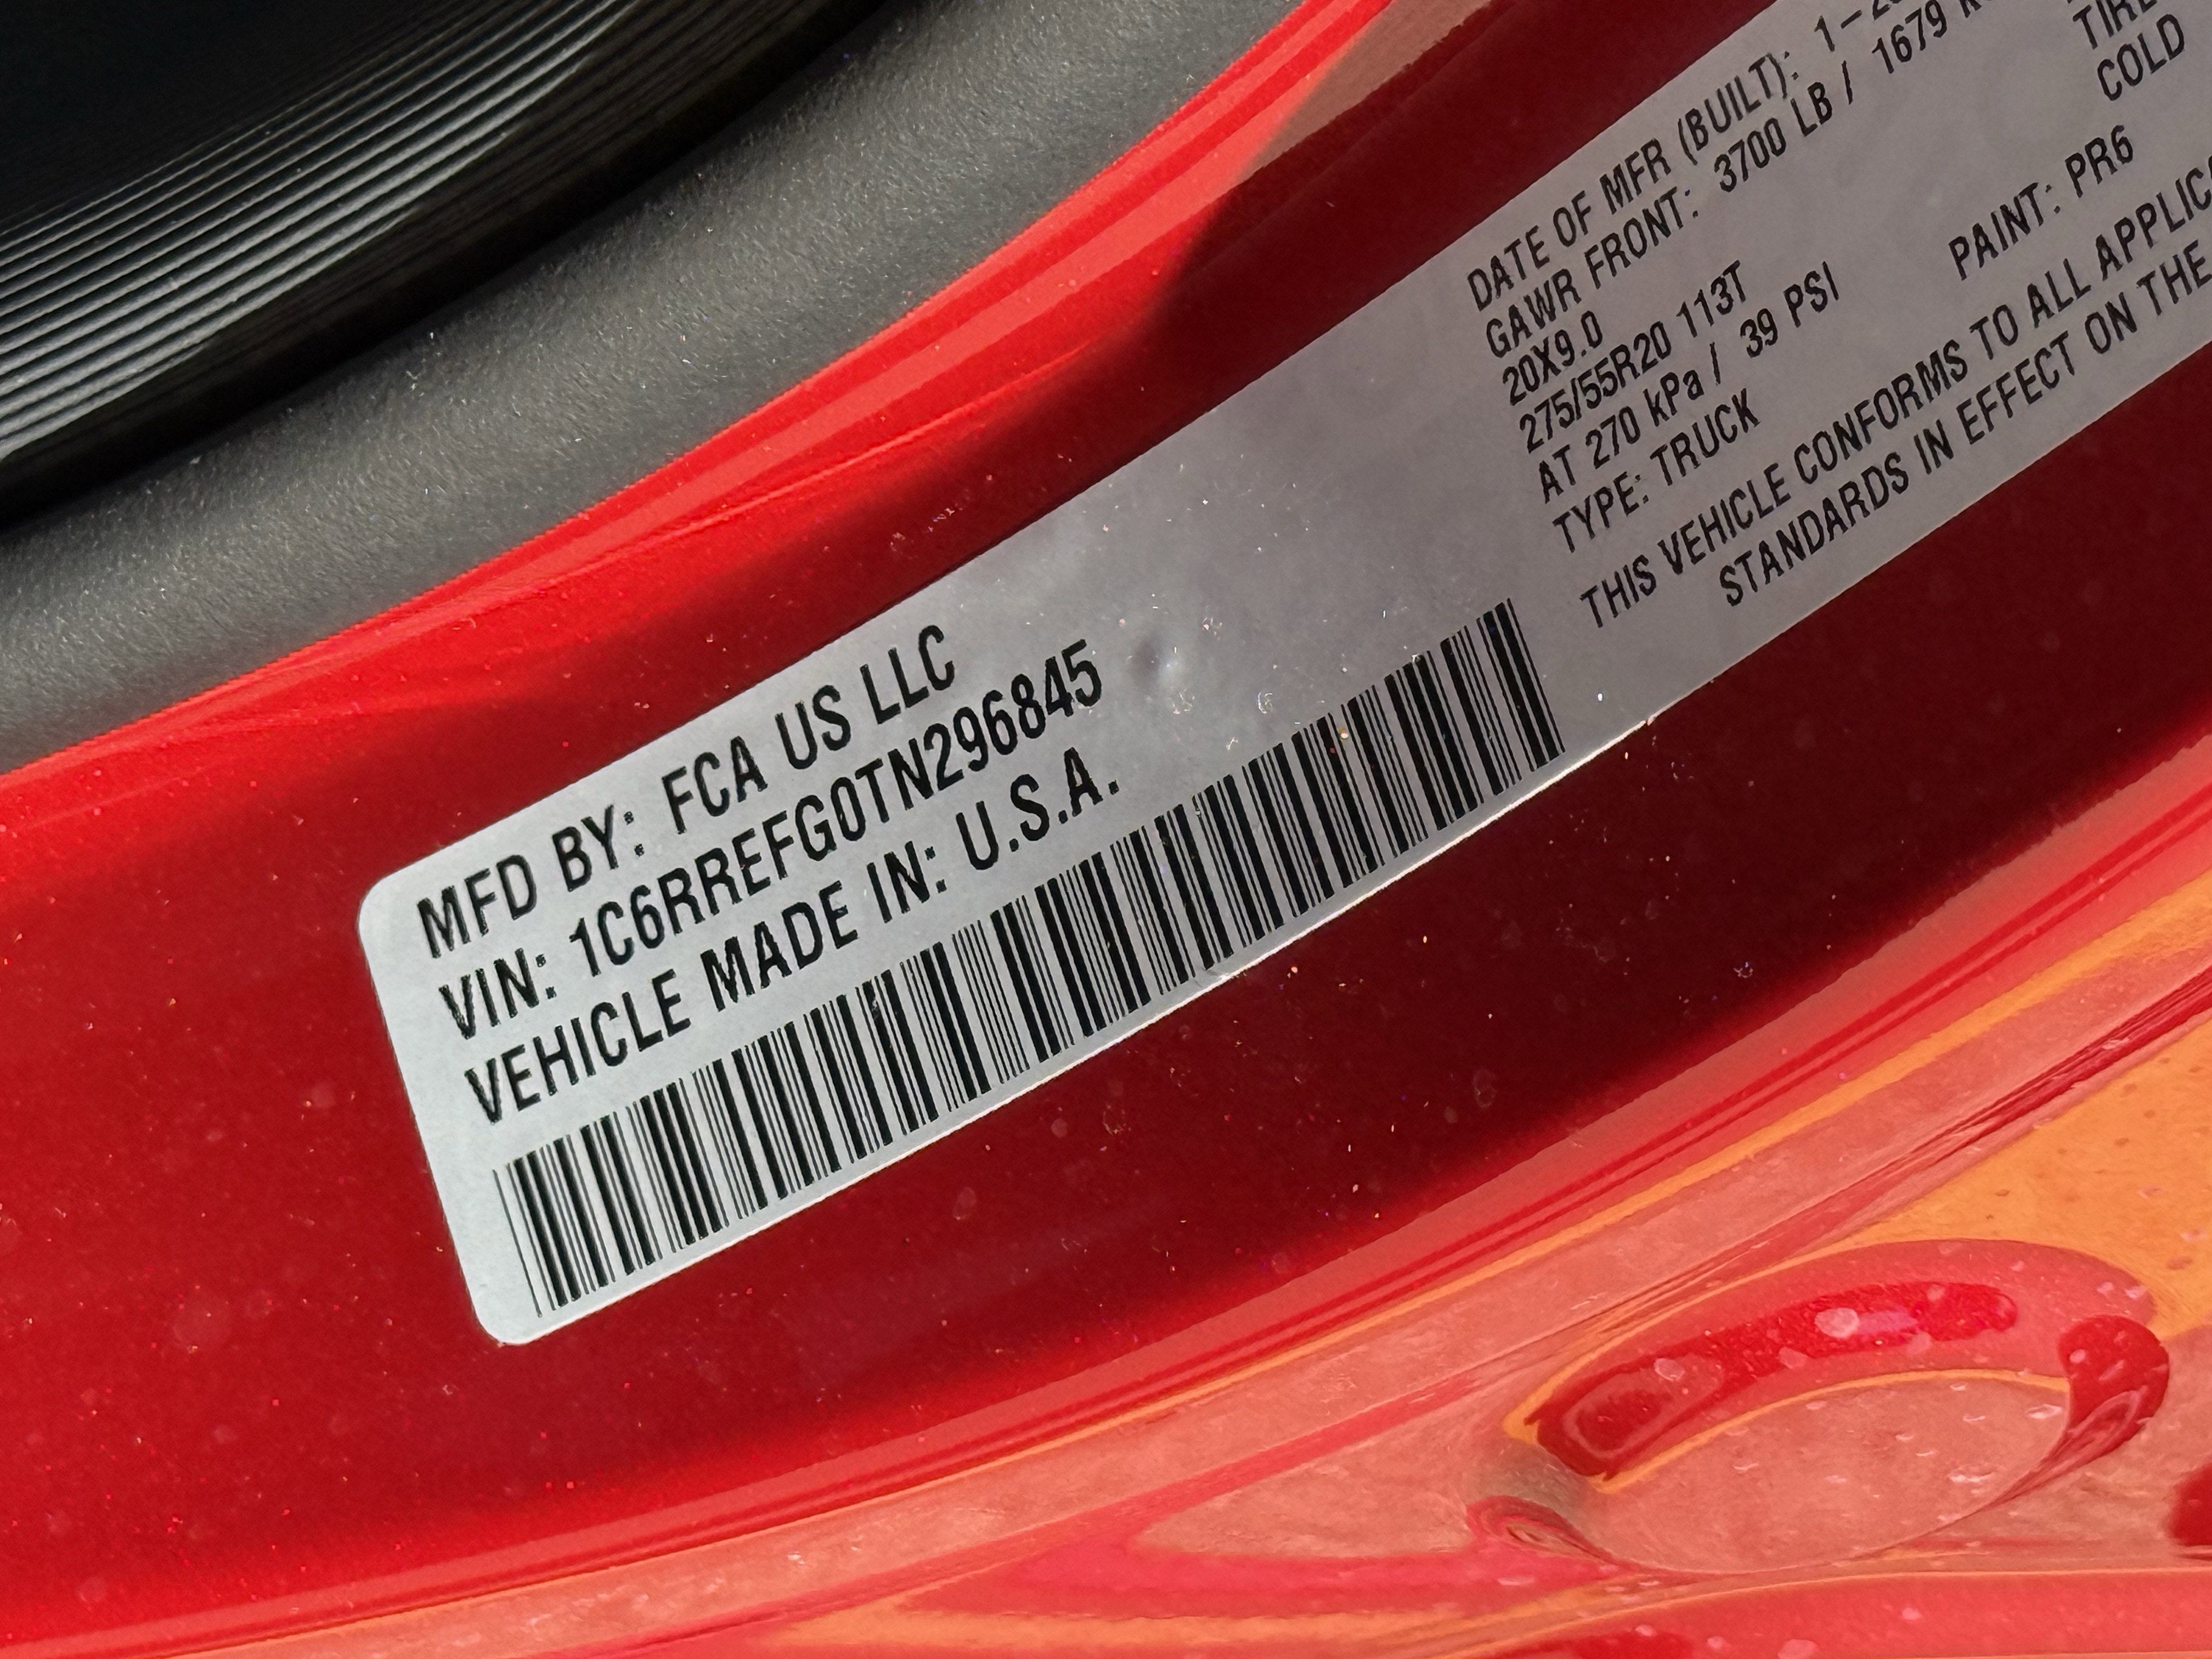 MFD BY: FCA US LLC
VIN: 1C6RREFG0TN296845
VEHICLE MADE IN: U.S.A.
DATE OF MFR (BUILT):
GAWR FRONT: 3700 LB / 1679
20X9.0
275/55R20 113T
AT 270 kPa / 39 PSI
TYPE: TRUCK
PAINT: PR6
THIS VEHICLE CONFORMS TO ALL
STANDARDS IN EFFECT ON THE
COLD